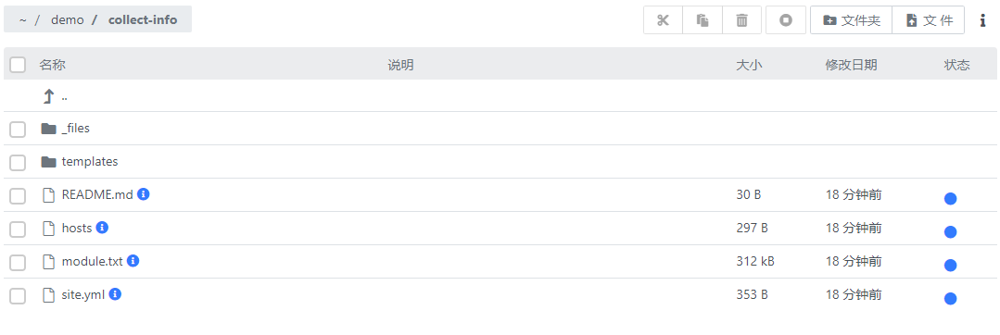 ~ / demo / collect-info
文件夹 文 件
名称 说明 大小 修改日期 状态
..
_files
templates
README.md 30 B 18 分钟前
hosts 297 B 18 分钟前
module.txt 312 kB 18 分钟前
site.yml 353 B 18 分钟前